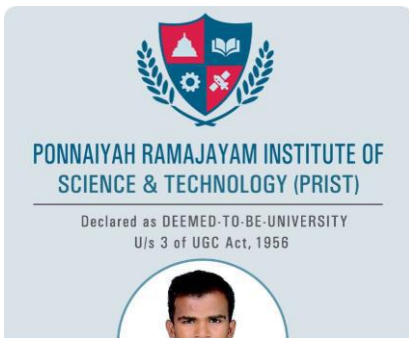 PONNAIYAH RAMAJAYAM INSTITUTE OF
SCIENCE & TECHNOLOGY (PRIST)
Declared as DEEMED-TO-BE-UNIVERSITY
U/s 3 of UGC Act, 1956